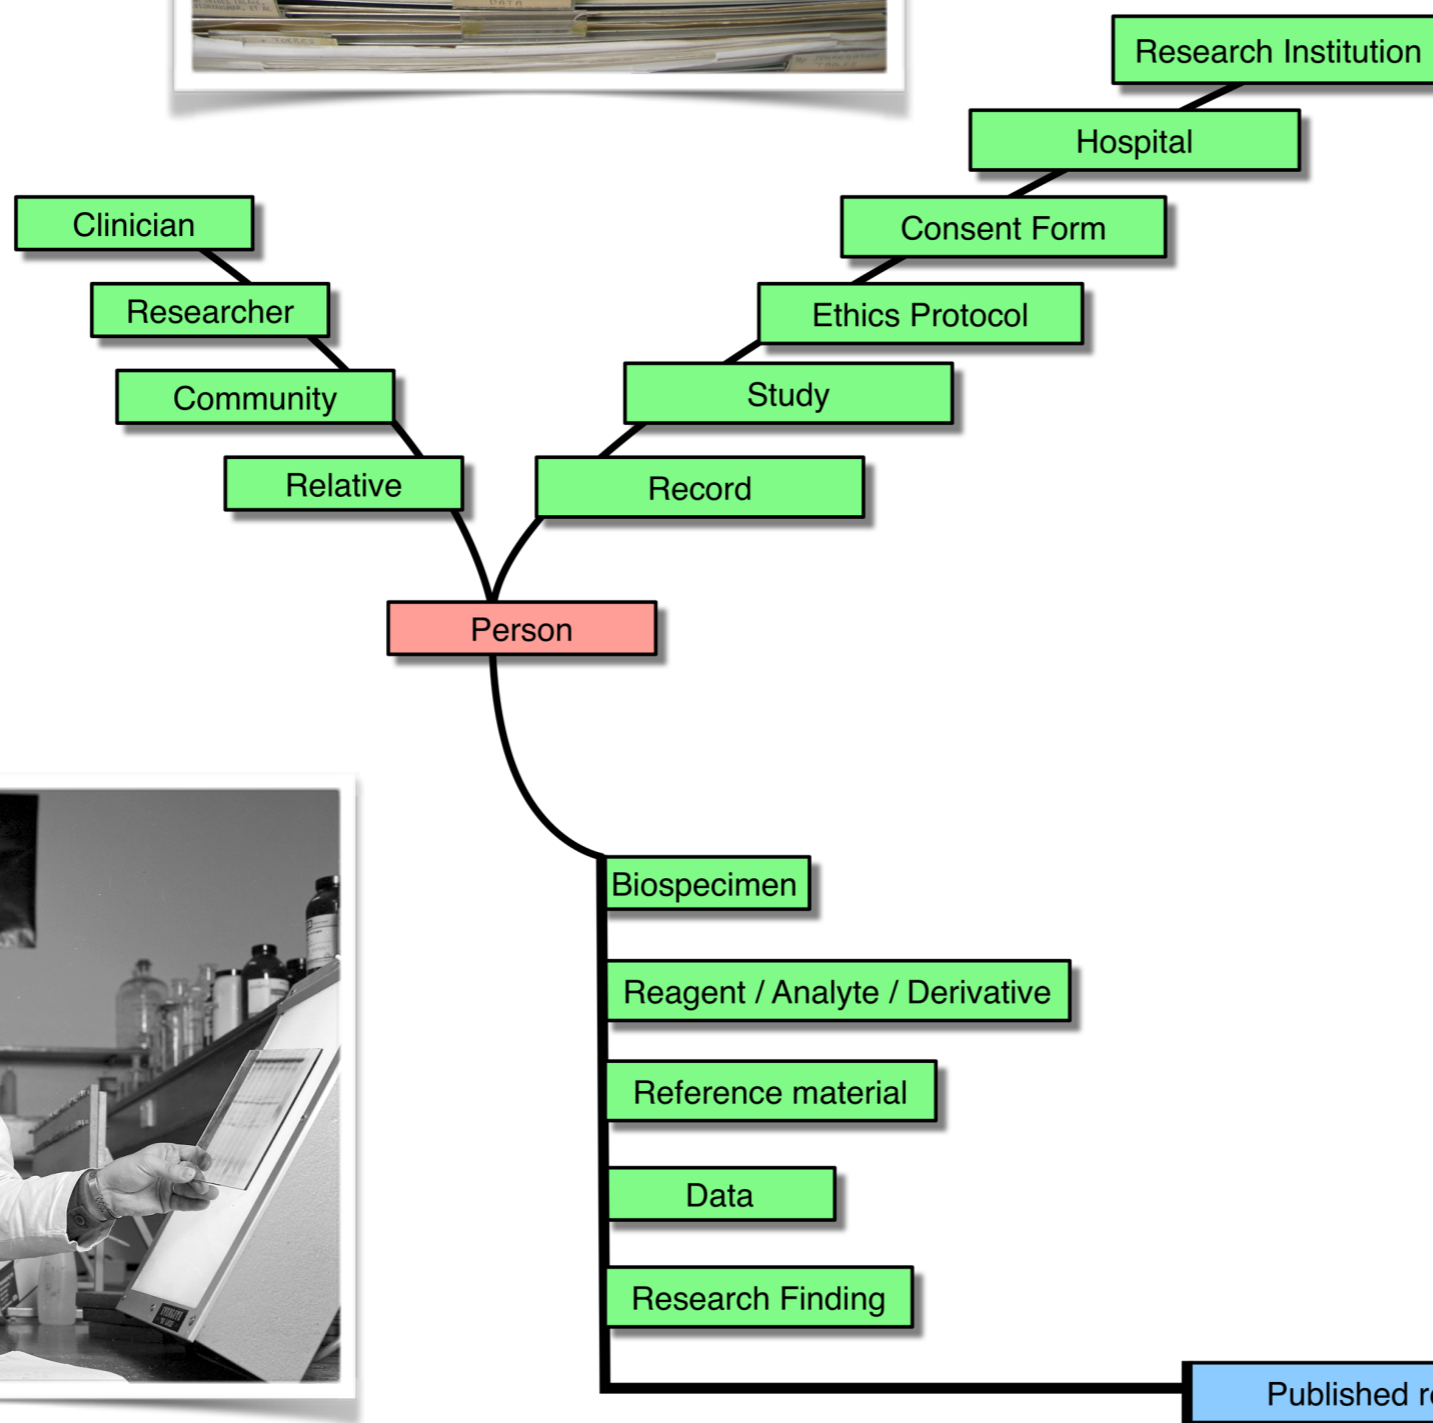 DATA
Research Institution
Hospital
Clinician
Consent Form
Researcher
Ethics Protocol
Community
Study
Relative
Record
Person
Biospecimen
Reagent / Analyte / Derivative
Reference material
Data
Research Finding
Published